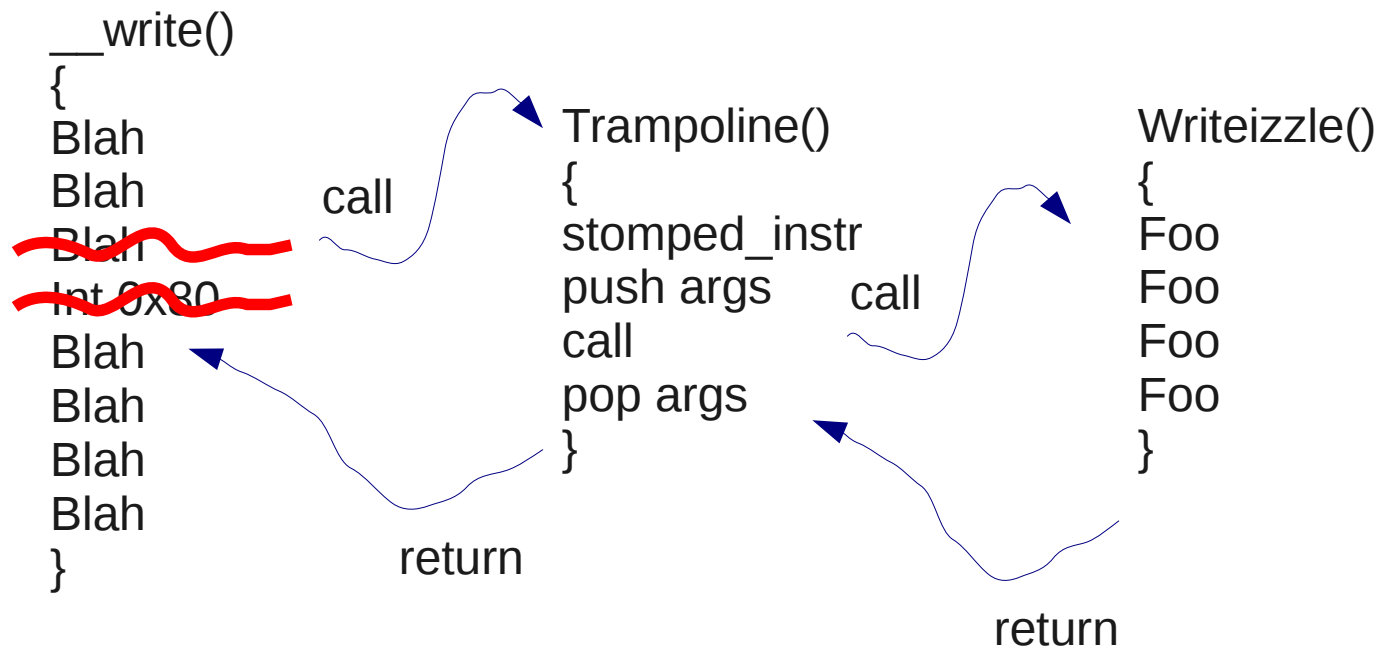 __write()
{
Blah
Blah
Blah
Int 0x80
Blah
Blah
Blah
Blah
}
call
return
Trampoline()
{
stomped_instr
push args
call
pop args
}
call
return
Writeizzle()
{
Foo
Foo
Foo
Foo
}